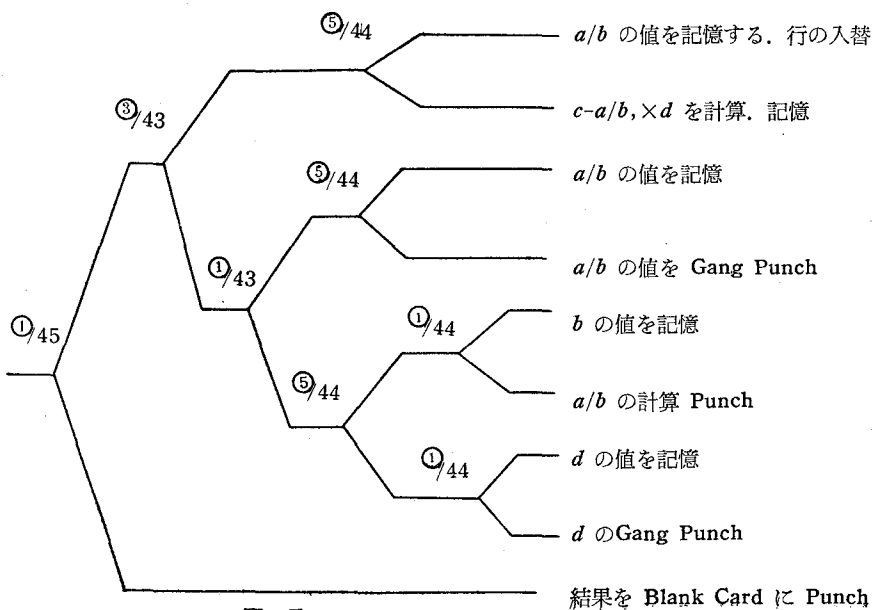 ⑤/44
a/b の値を記憶する. 行の入替
③/43
c-a/b, ×d を計算. 記憶
⑤/44
a/b の値を記憶
①/43
a/b の値を Gang Punch
①/45
①/44
b の値を記憶
⑤/44
a/b の計算 Punch
①/44
d の値を記憶
d のGang Punch
結果を Blank Card に Punch